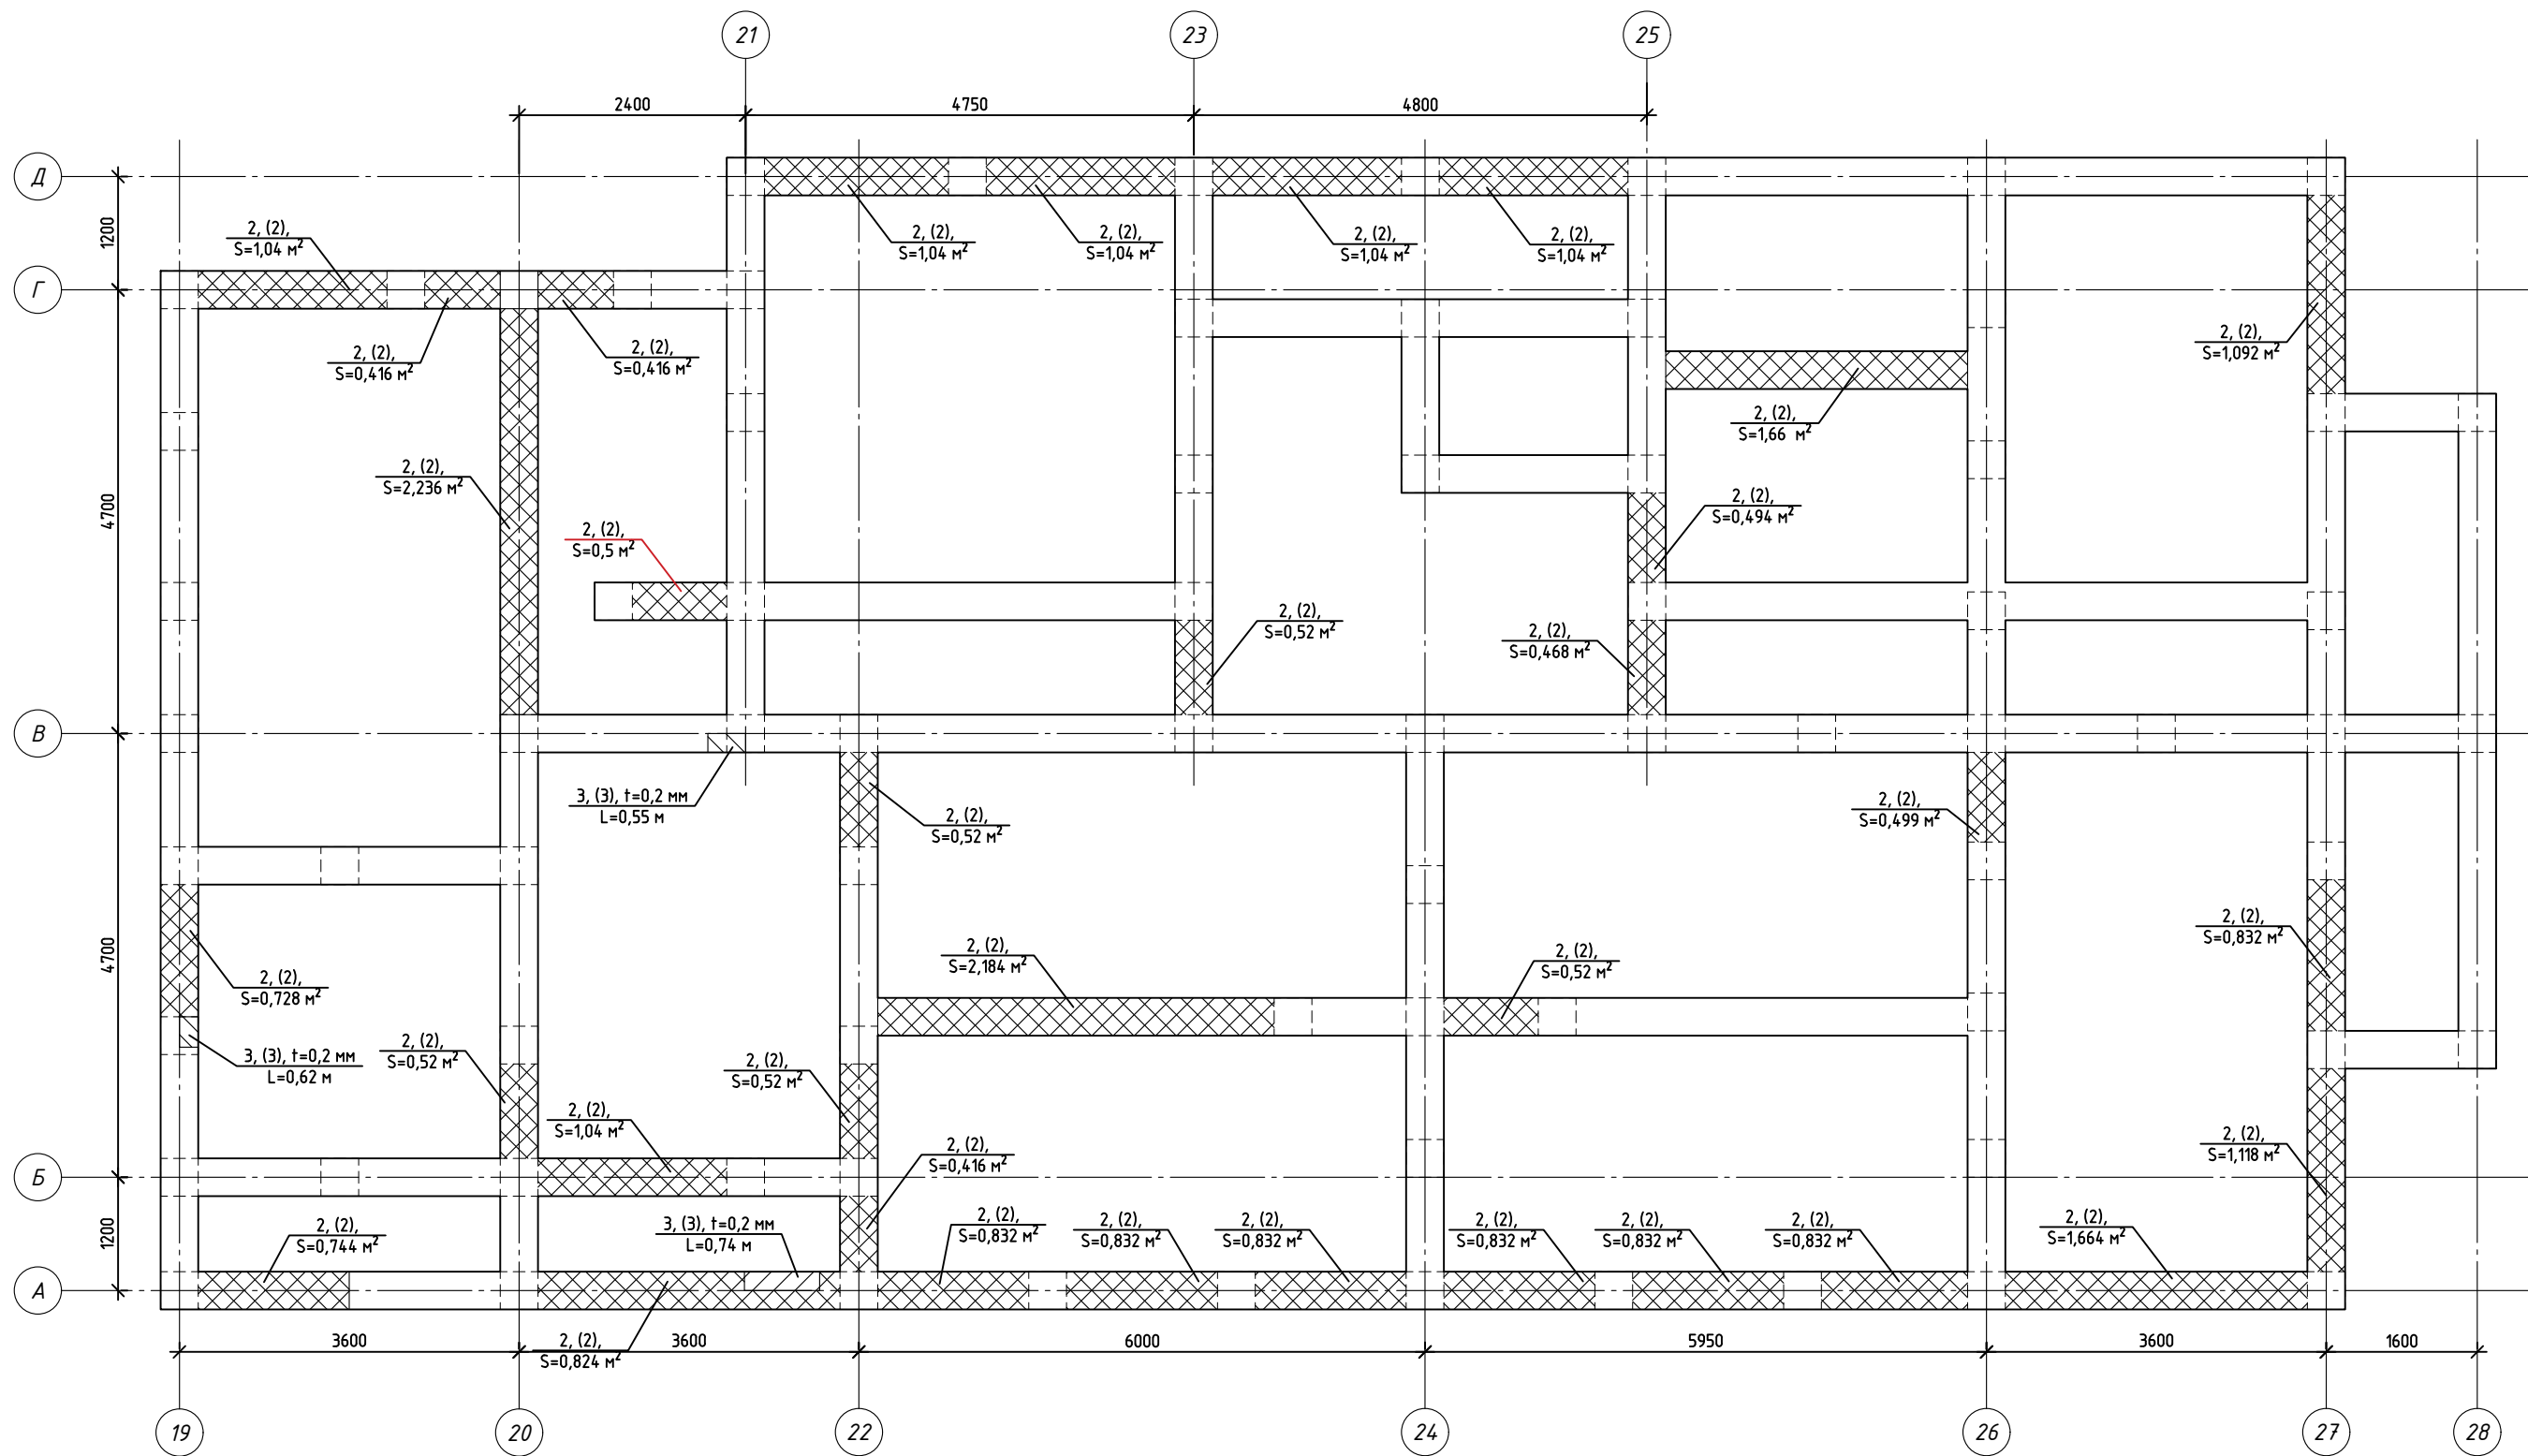 21
23
25
2400
4750
4800
Д
1200
2, (2),
S=1,04 м²
2, (2),
S=1,04 м²
2, (2),
S=1,04 м²
2, (2),
S=1,04 м²
2, (2),
S=1,04 м²
Г
2, (2),
S=0,416 м²
2, (2),
S=0,416 м²
2, (2),
S=1,092 м²
2, (2),
S=1,66 м²
4700
2, (2),
S=2,236 м²
2, (2),
S=0,494 м²
2, (2),
S=0,5 м²
2, (2),
S=0,52 м²
2, (2),
S=0,468 м²
В
3, (3), t=0,2 мм
L=0,55 м
2, (2),
S=0,52 м²
2, (2),
S=0,499 м²
4700
2, (2),
S=0,728 м²
2, (2),
S=2,184 м²
2, (2),
S=0,52 м²
2, (2),
S=0,832 м²
3, (3), t=0,2 мм
L=0,62 м
2, (2),
S=0,52 м²
2, (2),
S=0,52 м²
2, (2),
S=1,04 м²
2, (2),
S=0,416 м²
2, (2),
S=1,118 м²
Б
1200
2, (2),
S=0,744 м²
3, (3), t=0,2 мм
L=0,74 м
2, (2),
S=0,832 м²
2, (2),
S=0,832 м²
2, (2),
S=0,832 м²
2, (2),
S=0,832 м²
2, (2),
S=0,832 м²
2, (2),
S=0,832 м²
2, (2),
S=1,664 м²
А
2, (2),
S=0,824 м²
3600
3600
6000
5950
3600
1600
19
20
22
24
26
27
28